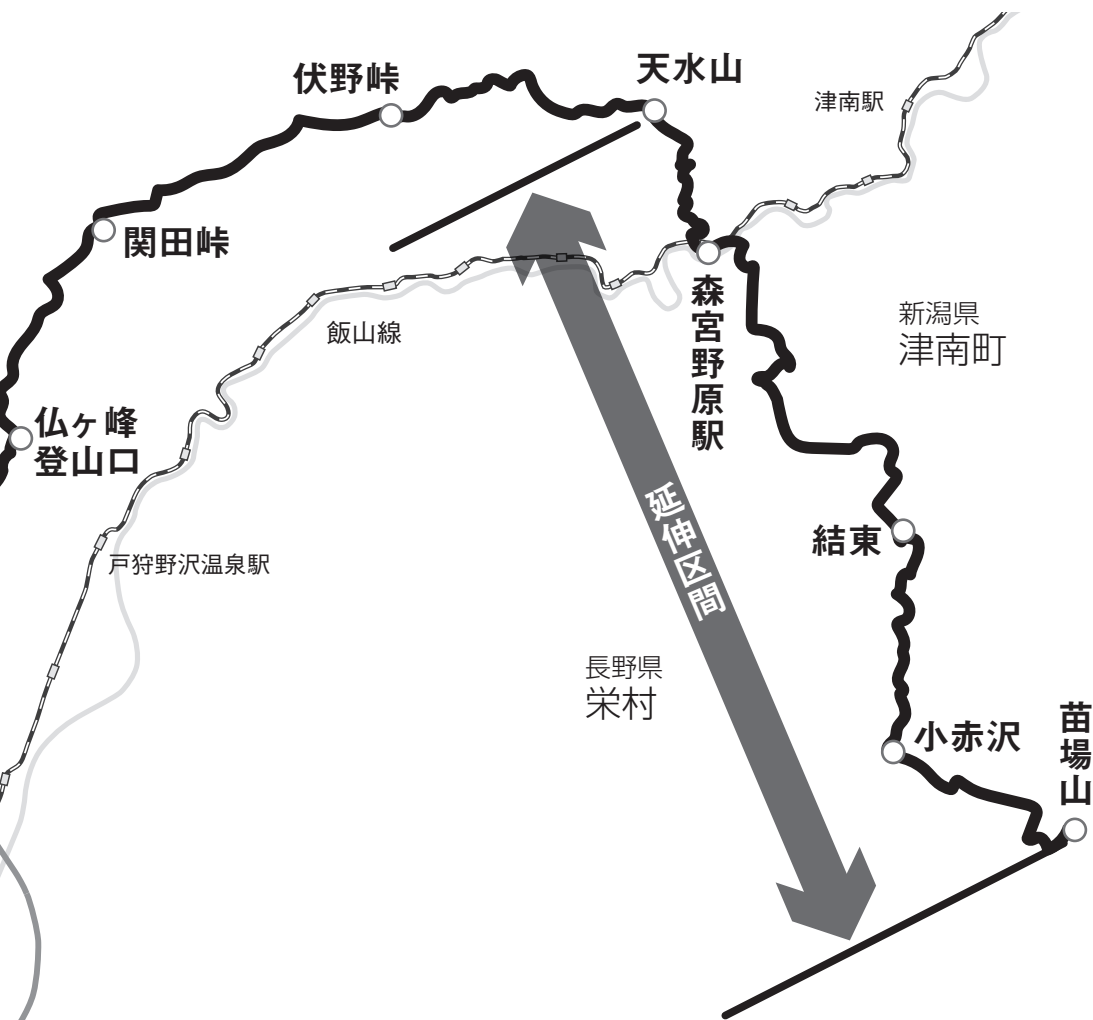 伏野峠
天水山
津南駅
関田峠
飯山線
森宮野原駅
新潟県
津南町
仏ヶ峰
登山口
延伸区間
結東
戸狩野沢温泉駅
長野県
栄村
小赤沢
苗場山